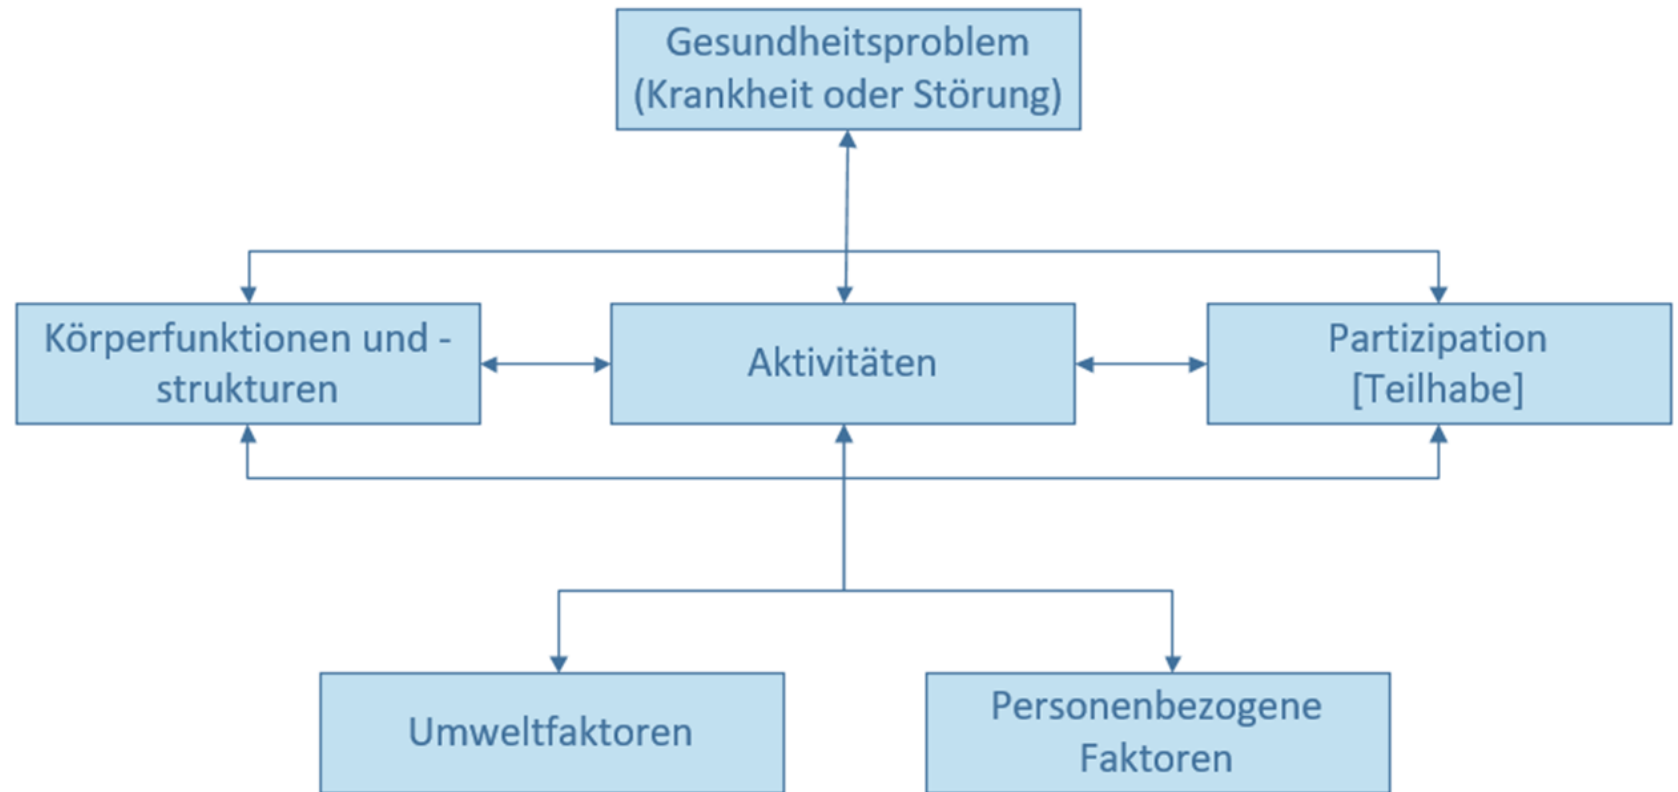 Gesundheitsproblem
(Krankheit oder Störung)
Körperfunktionen und -
strukturen
Aktivitäten
Partizipation
[Teilhabe]
Umweltfaktoren
Personenbezogene
Faktoren